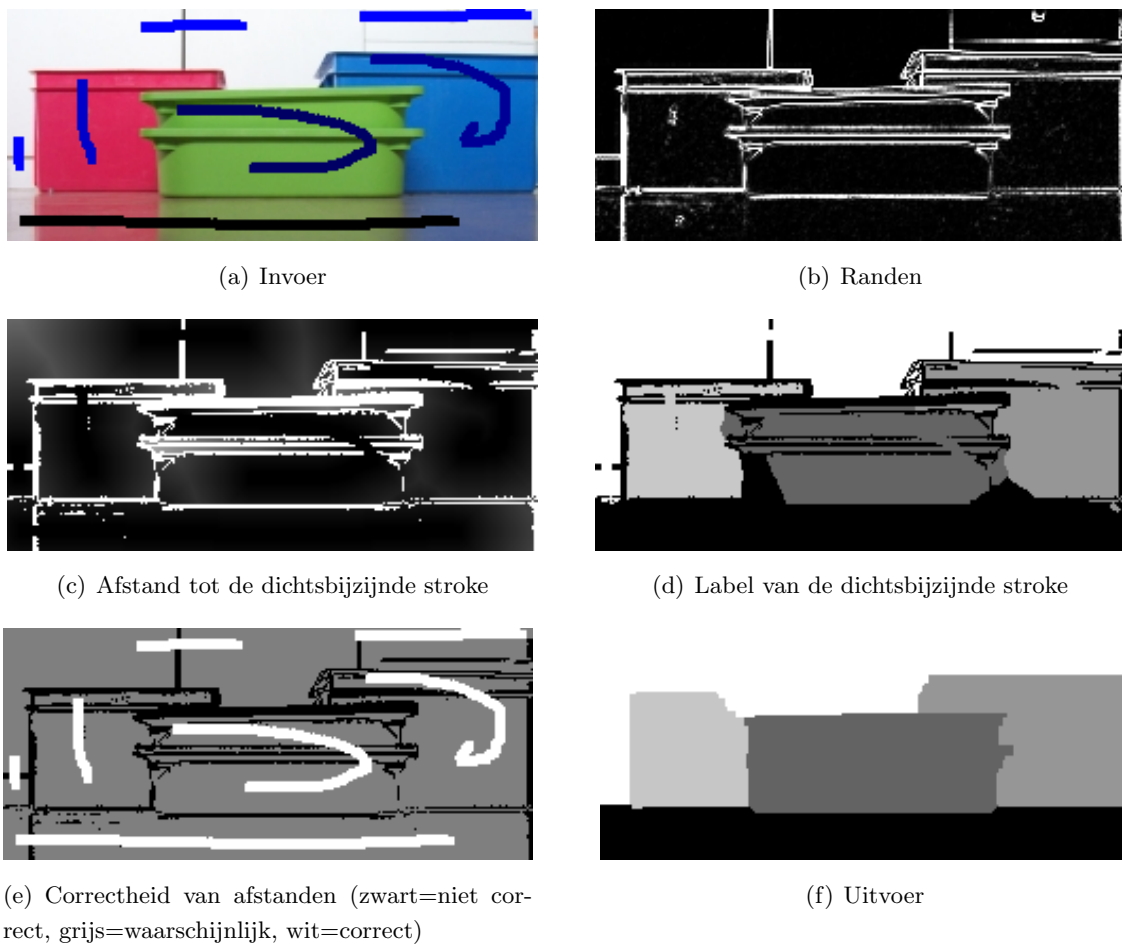 (a) Invoer
(b) Randen
(c) Afstand tot de dichtsbijzijnde stroke
(d) Label van de dichtsbijzijnde stroke
(e) Correctheid van afstanden (zwart=niet cor-
rect, grijs=waarschijnlijk, wit=correct)
(f) Uitvoer